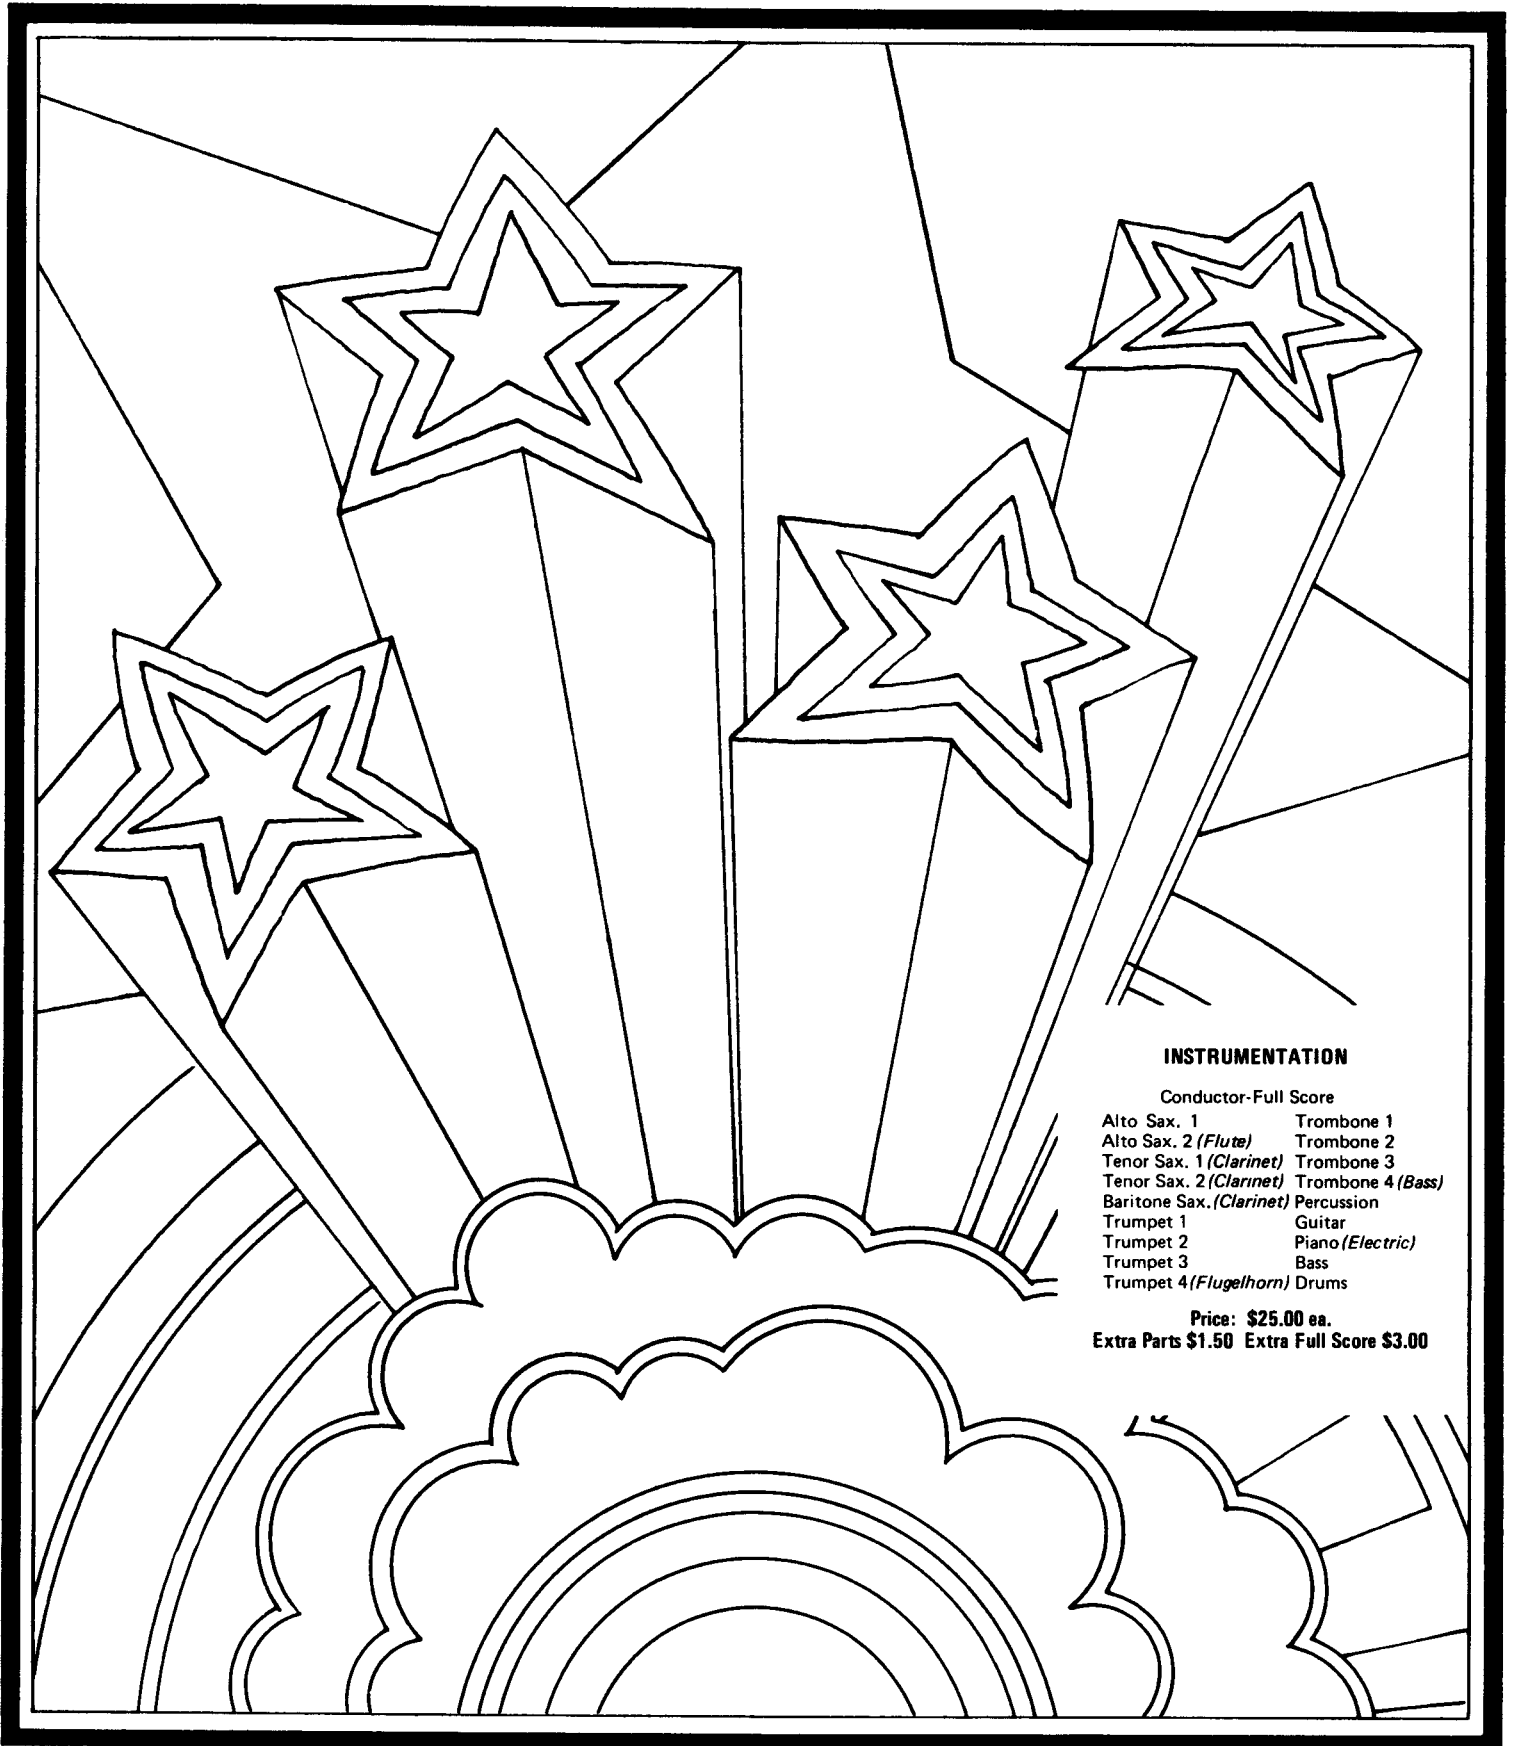 INSTRUMENTATION
Conductor-Full Score
Alto Sax. 1 Trombone 1
Alto Sax. 2 (Flute) Trombone 2
Tenor Sax. 1 (Clarinet) Trombone 3
Tenor Sax. 2 (Clarinet) Trombone 4 (Bass)
Baritone Sax. (Clarinet) Percussion
Trumpet 1 Guitar
Trumpet 2 Piano (Electric)
Trumpet 3 Bass
Trumpet 4 (Flugelhorn) Drums
Price: $25.00 ea.
Extra Parts $1.50 Extra Full Score $3.00